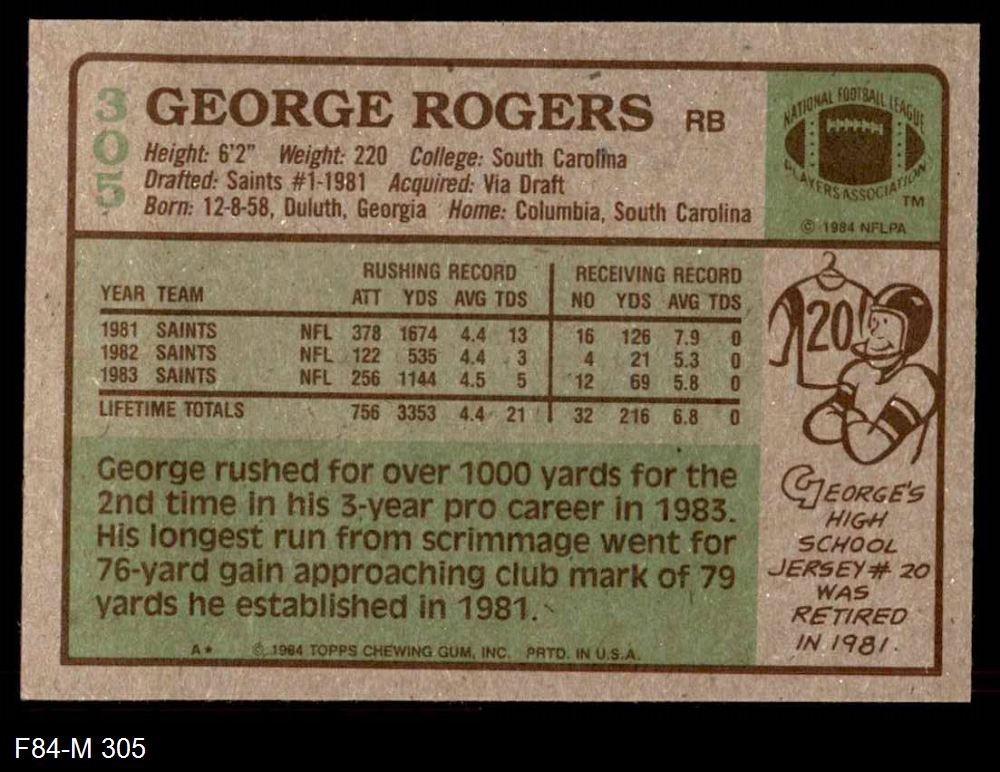 305
GEORGE ROGERS RB
Height: 6'2" Weight: 220 College: South Carolina
Drafted: Saints #1-1981 Acquired: Via Draft
Born: 12-8-58, Duluth, Georgia Home: Columbia, South Carolina
NATIONAL FOOTBALL LEAGUE
PLAYERS ASSOCIATION
TM
© 1984 NFLPA
RUSHING RECORD RECEIVING RECORD
YEAR TEAM ATT YDS AVG TDS NO YDS AVG TDS
1981 SAINTS NFL 378 1674 4.4 13 16 126 7.9 0
1982 SAINTS NFL 122 535 4.4 3 4 21 5.3 0
1983 SAINTS NFL 256 1144 4.5 5 12 69 5.8 0
LIFETIME TOTALS 756 3353 4.4 21 32 216 6.8 0
George rushed for over 1000 yards for the
2nd time in his 3-year pro career in 1983.
His longest run from scrimmage went for
76-yard gain approaching club mark of 79
yards he established in 1981.
A* © 1984 TOPPS CHEWING GUM, INC. PRTD. IN U.S.A.
20
GEORGE'S
HIGH
SCHOOL
JERSEY # 20
WAS
RETIRED
IN 1981.
F84-M 305